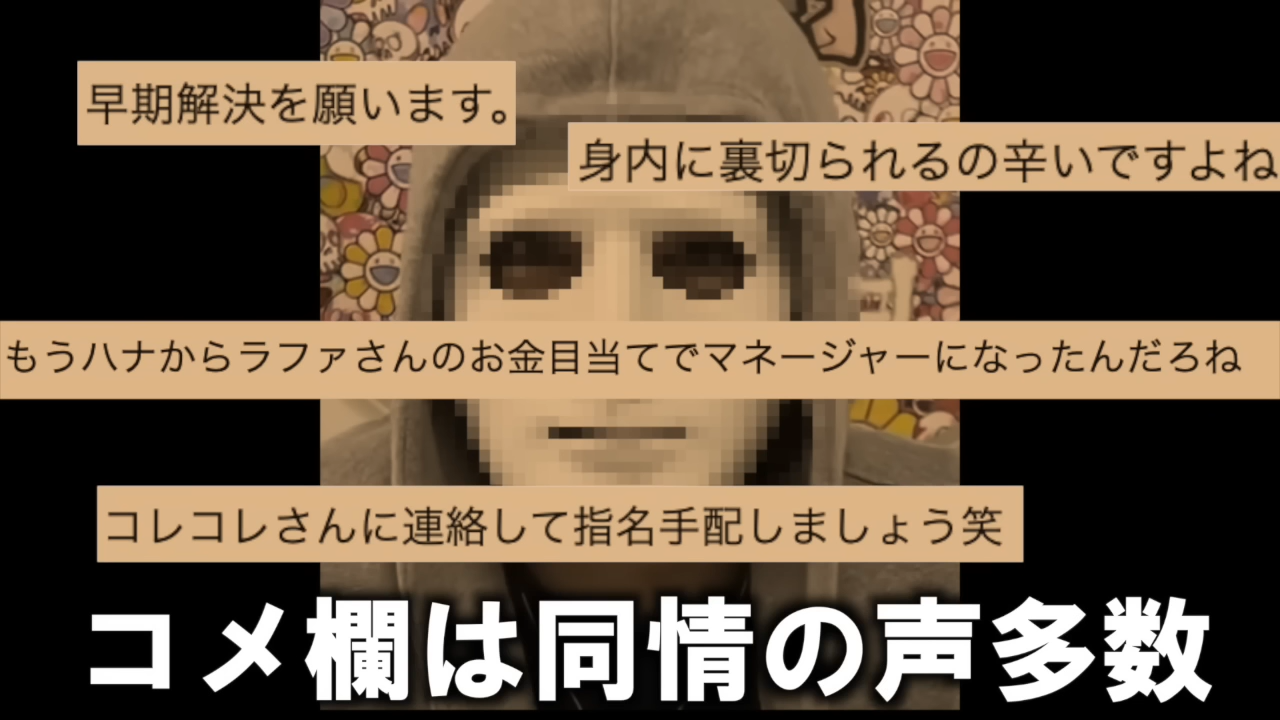 早期解決を願います。
身内に裏切られるの辛いですよね
もうハナからラファさんのお金目当てでマネージャーになったんだろね
コレコレさんに連絡して指名手配しましょう笑
コメ欄は同情の声多数